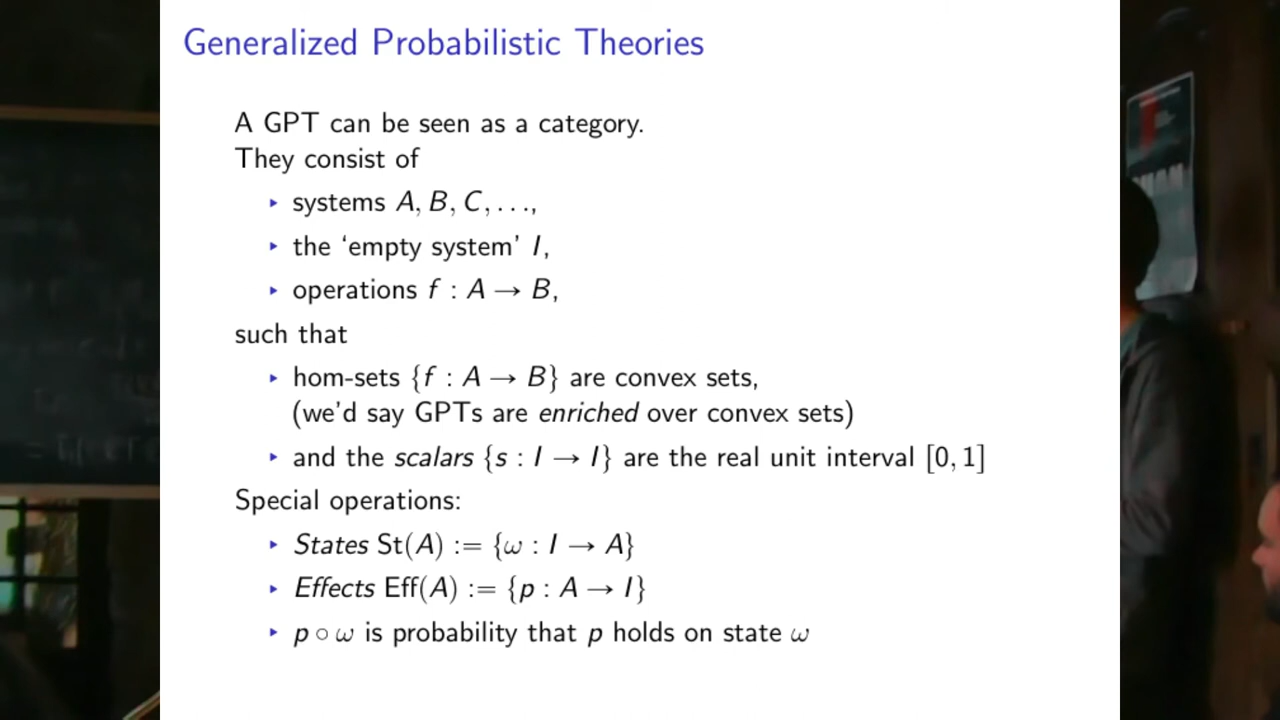 Generalized Probabilistic Theories
A GPT can be seen as a category.
They consist of
▸ systems A, B, C, . . .,
▸ the ‘empty system’ I,
▸ operations f : A → B,
such that
▸ hom-sets {f : A → B} are convex sets,
(we’d say GPTs are enriched over convex sets)
▸ and the scalars {s : I → I} are the real unit interval [0, 1]
Special operations:
▸ States St(A) := {ω : I → A}
▸ Effects Eff(A) := {p : A → I}
▸ p ∘ ω is probability that p holds on state ω